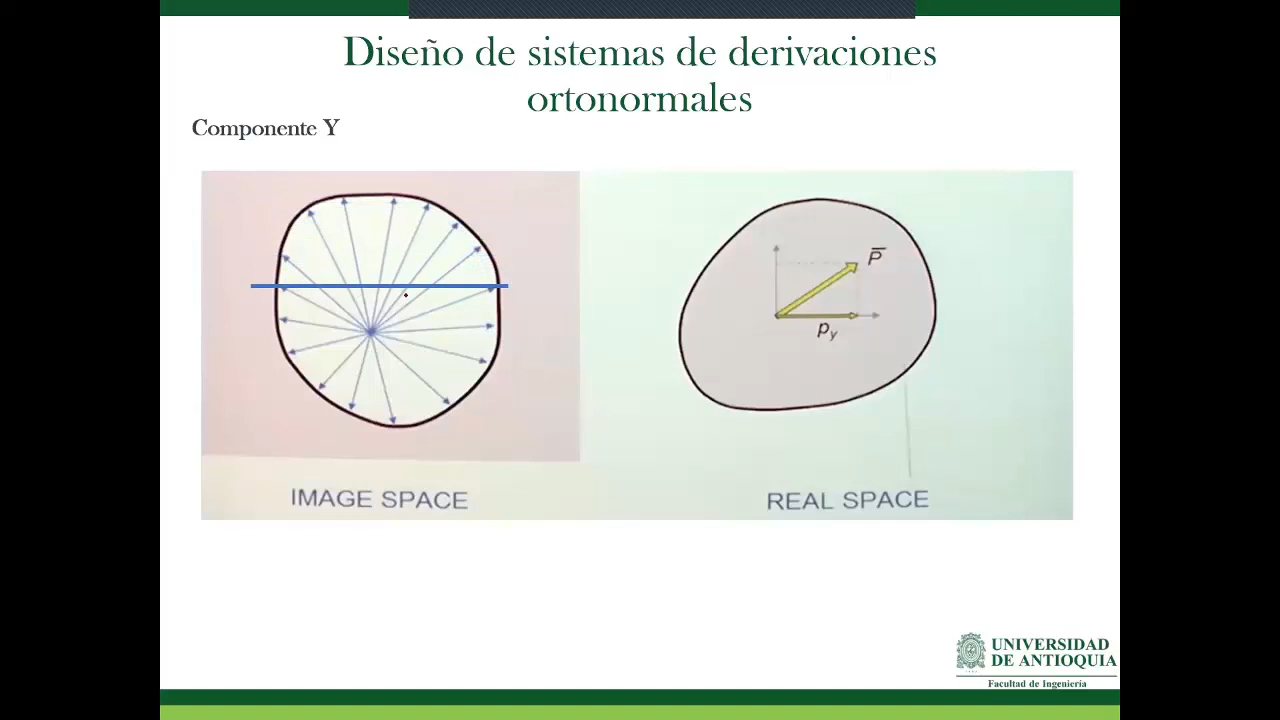 Diseño de sistemas de derivaciones
ortonormales
Componente Y
P̅
Py
IMAGE SPACE
REAL SPACE
UNIVERSIDAD
DE ANTIOQUIA
Facultad de Ingeniería